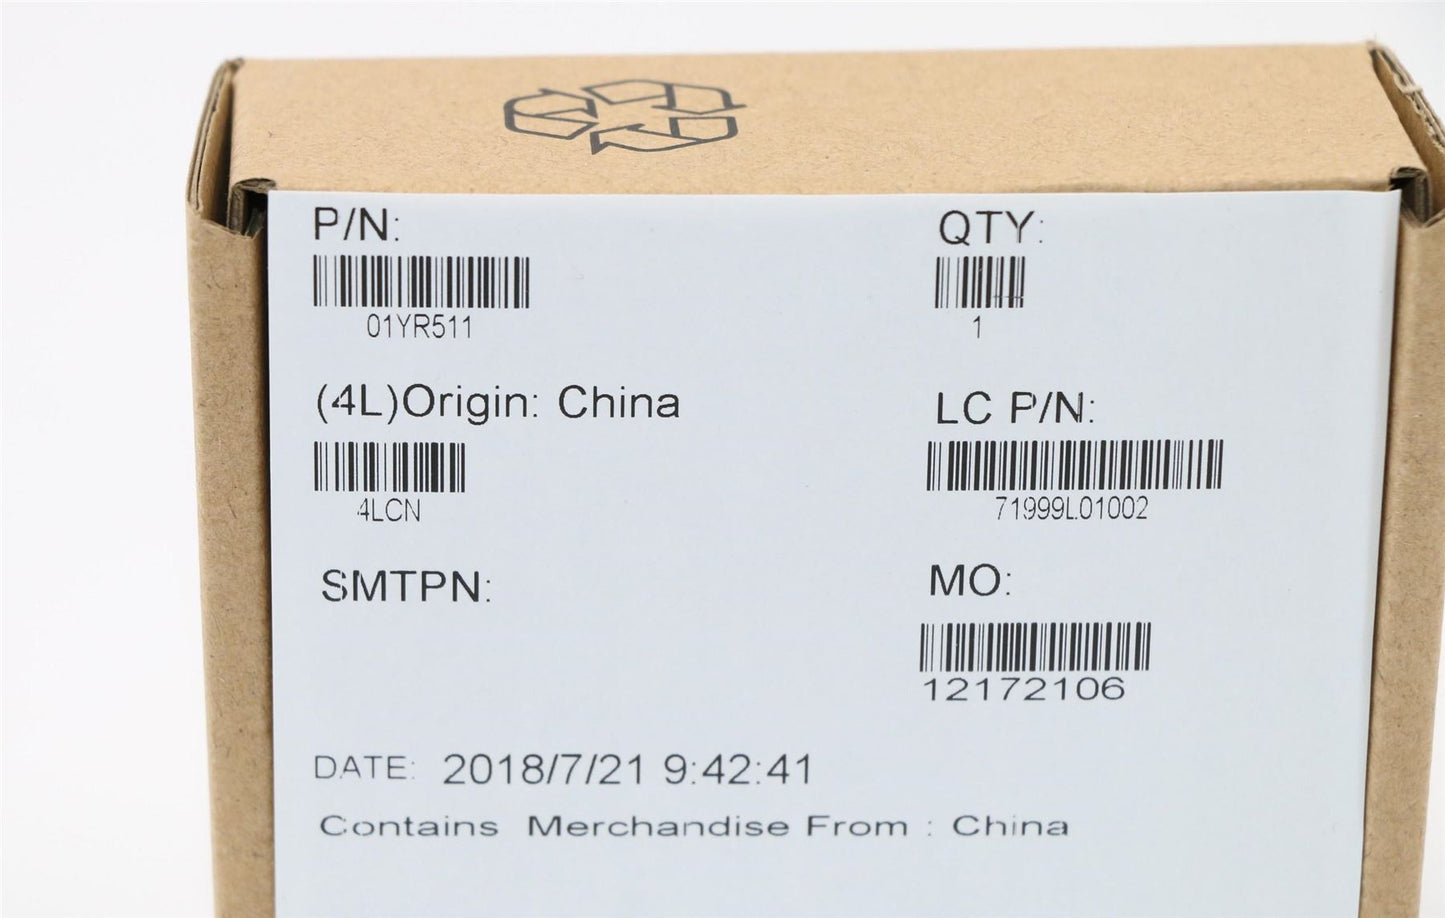 P/N:
01YR511
QTY:
1
(4L)Origin: China
4LCN
LC P/N:
71999L01002
SMTPN:
MO:
12172106
DATE: 2018/7/21 9:42:41
Contains Merchandise From : China